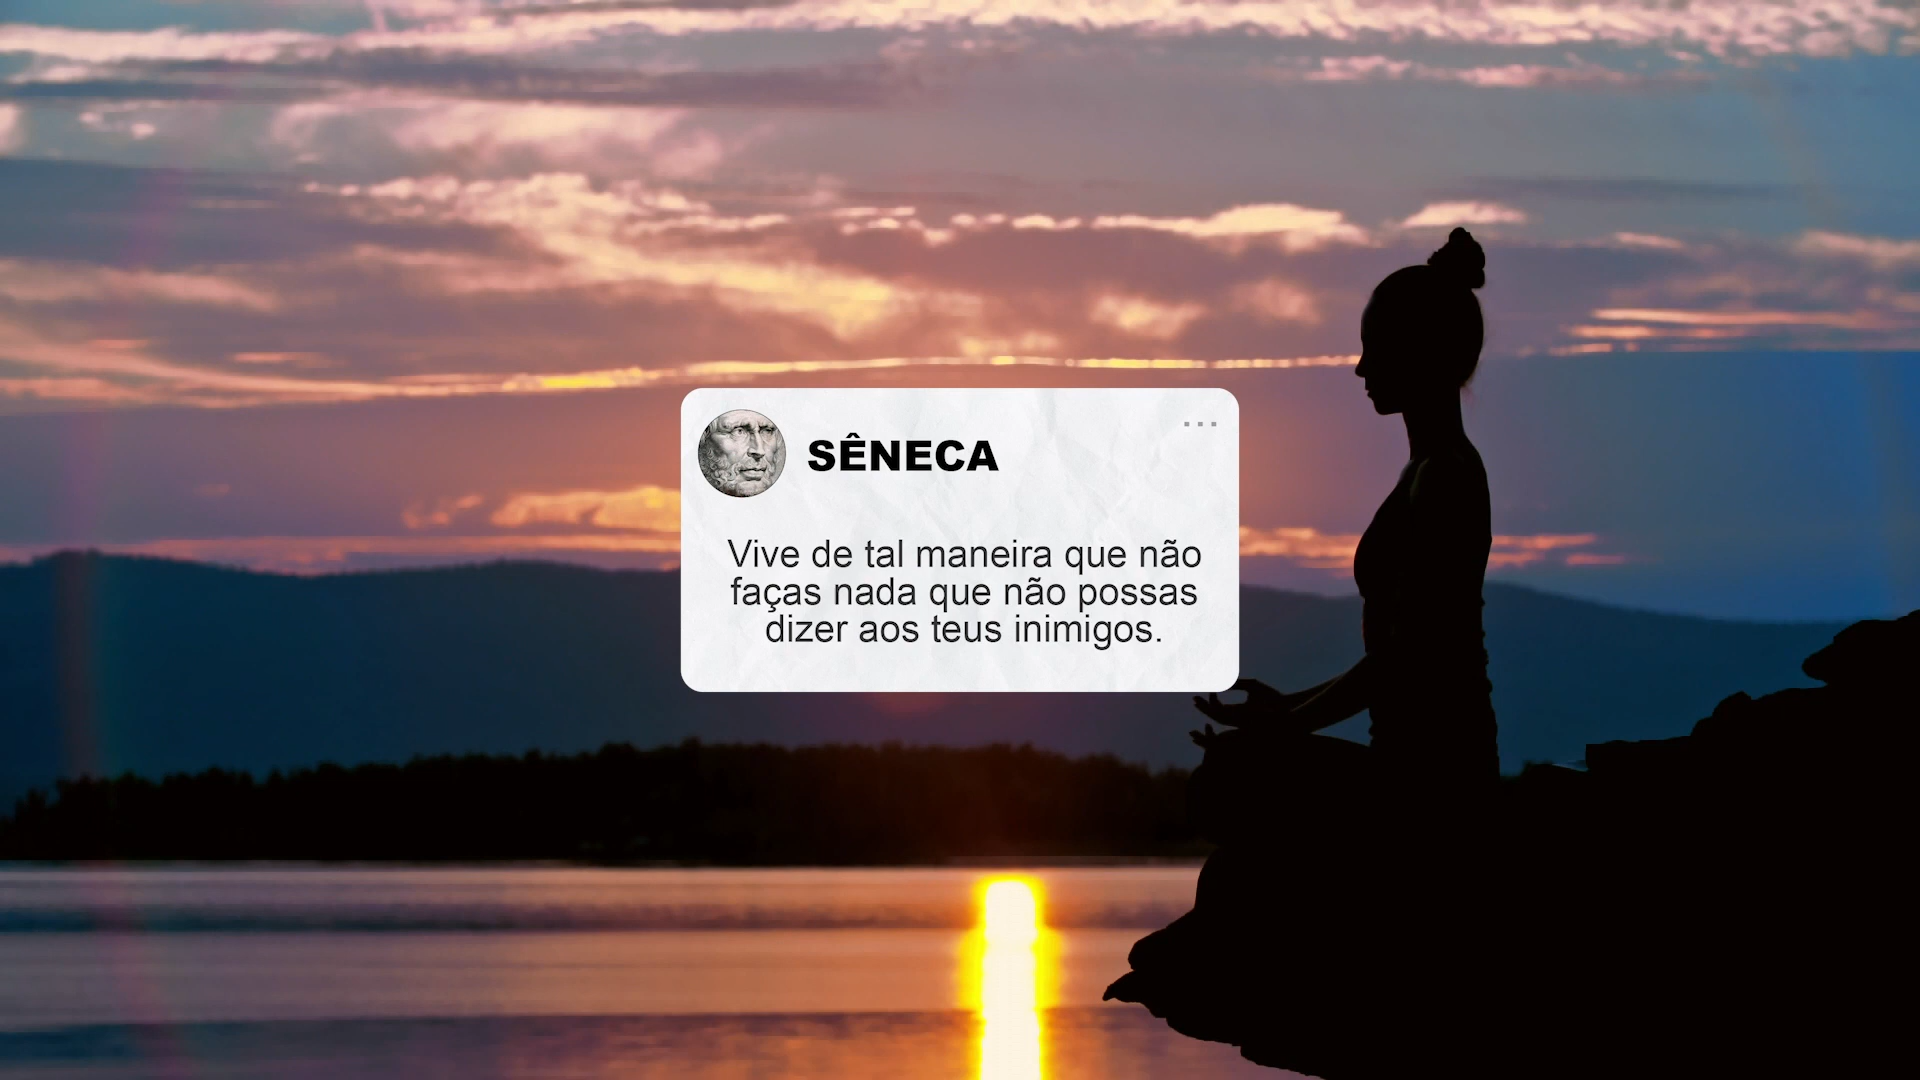 SÊNECA
Vive de tal maneira que não
faças nada que não possas
dizer aos teus inimigos.